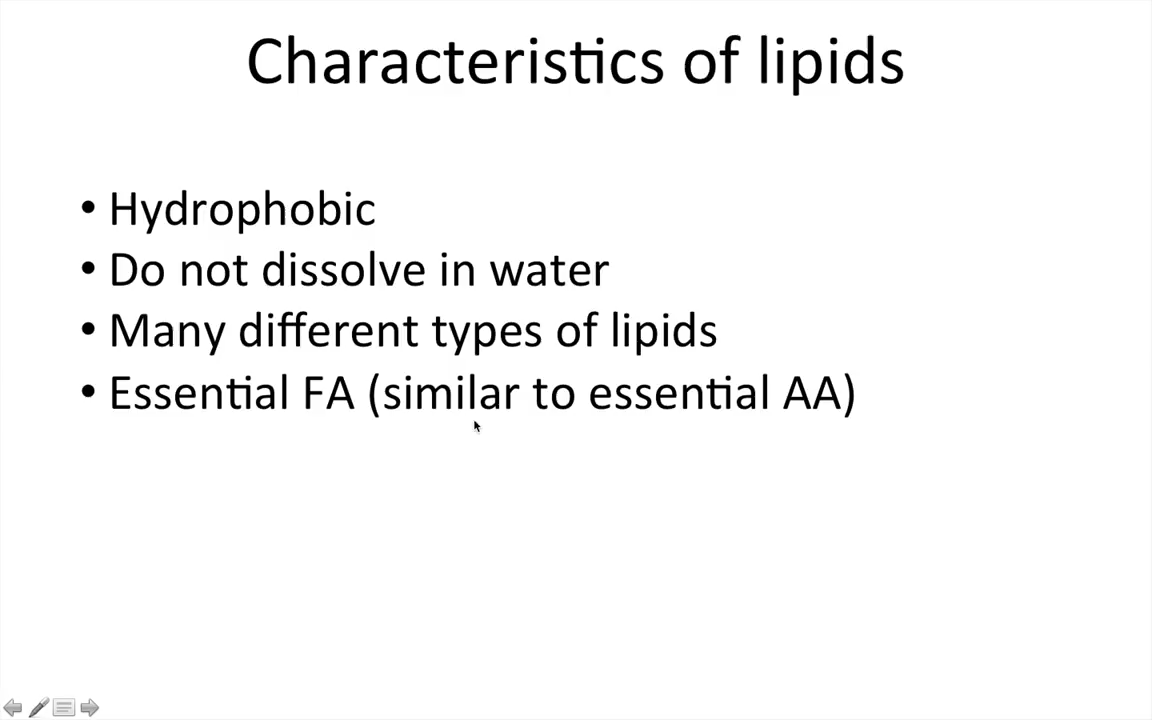 Characteristics of lipids
• Hydrophobic
• Do not dissolve in water
• Many different types of lipids
• Essential FA (similar to essential AA)